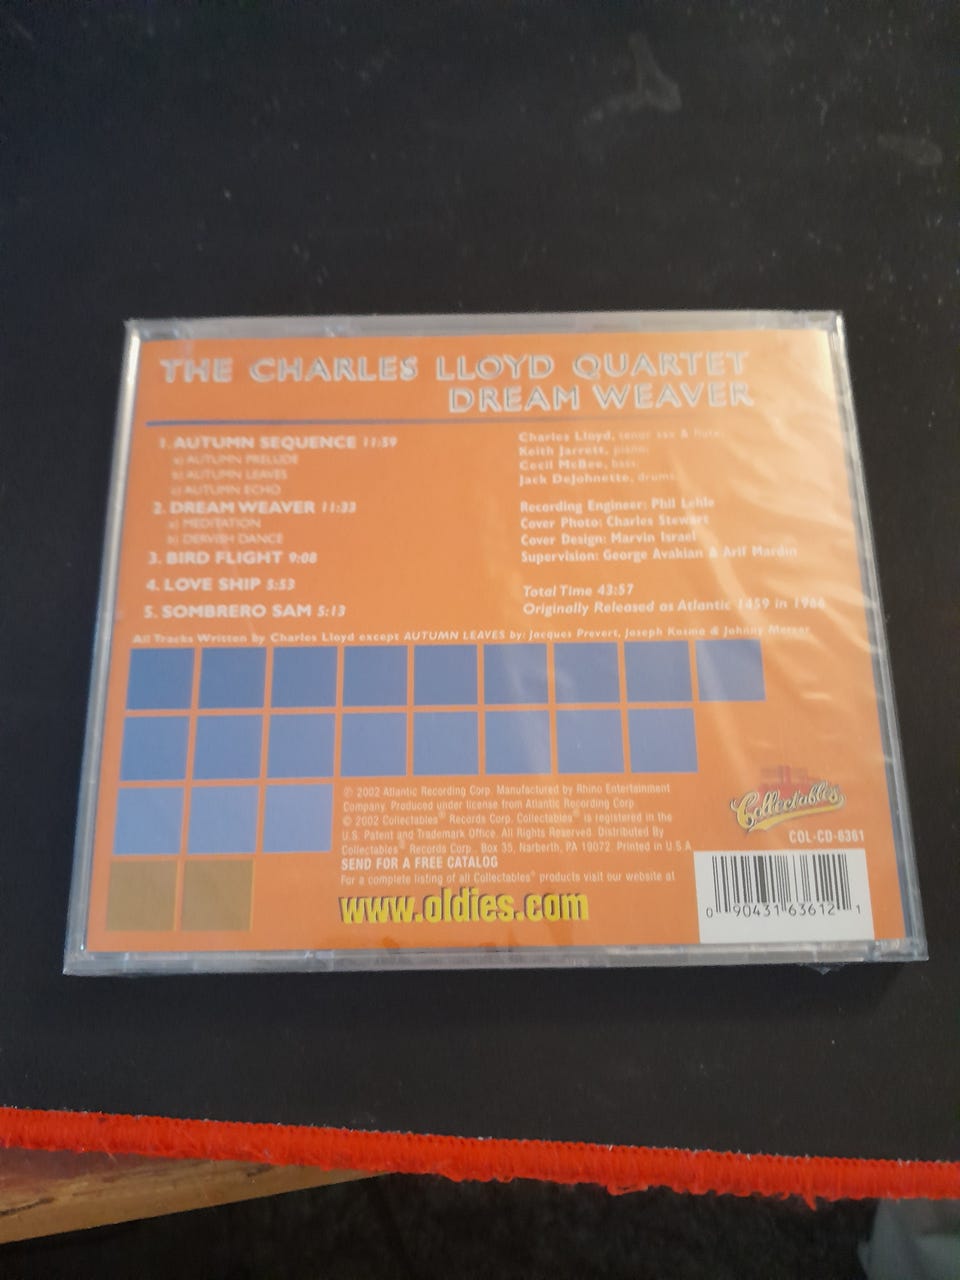 THE CHARLES LLOYD QUARTET
DREAM WEAVER
1. AUTUMN SEQUENCE 11:59
a) AUTUMN PRELUDE
b) AUTUMN LEAVES
c) AUTUMN ECHO
2. DREAM WEAVER 11:33
a) MEDITATION
b) DERVISH DANCE
3. BIRD FLIGHT 9:08
4. LOVE SHIP 5:53
5. SOMBRERO SAM 5:13
Charles Lloyd, tenor sax & flute;
Keith Jarrett, piano;
Cecil McBee, bass;
Jack DeJohnette, drums
Recording Engineer: Phil Lehle
Cover Photo: Charles Stewart
Cover Design: Marvin Israel
Supervision: George Avakian & Arif Mardin
Total Time 43:57
Originally Released as Atlantic 1459 in 1966
All Tracks Written by Charles Lloyd except AUTUMN LEAVES by: Jacques Prevert, Joseph Kosma & Johnny Mercer
℗ 2002 Atlantic Recording Corp. Manufactured by Rhino Entertainment
Company. Produced under license from Atlantic Recording Corp.
© 2002 Collectables® Records Corp. Collectables® is registered in the
U.S. Patent and Trademark Office. All Rights Reserved. Distributed By
Collectables® Records Corp. Box 35, Narberth, PA 19072. Printed in U.S.A.
SEND FOR A FREE CATALOG
For a complete listing of all Collectables® products visit our website at
www.oldies.com
Collectables
COL-CD-6361
0 90431 63612 1